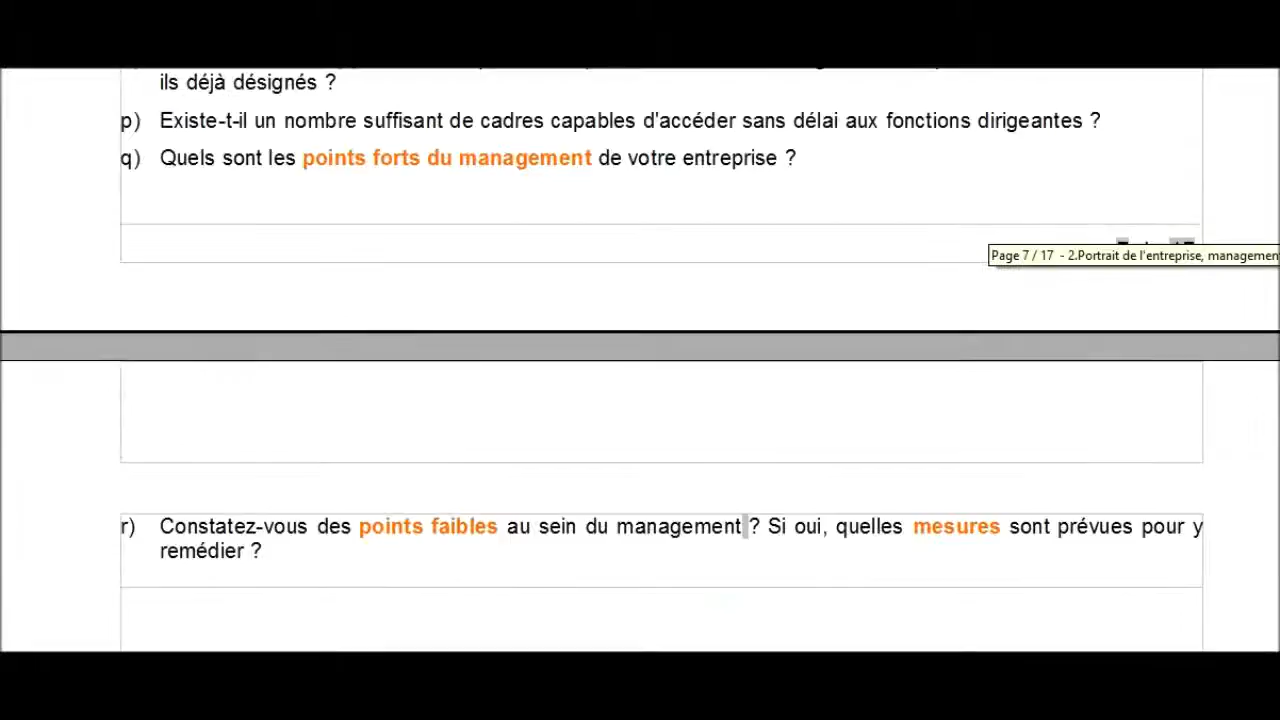 ils déjà désignés ?
p) Existe-t-il un nombre suffisant de cadres capables d'accéder sans délai aux fonctions dirigeantes ?
q) Quels sont les points forts du management de votre entreprise ?
Page 7 / 17 - 2.Portrait de l'entreprise, managemen
r) Constatez-vous des points faibles au sein du management ? Si oui, quelles mesures sont prévues pour y
remédier ?